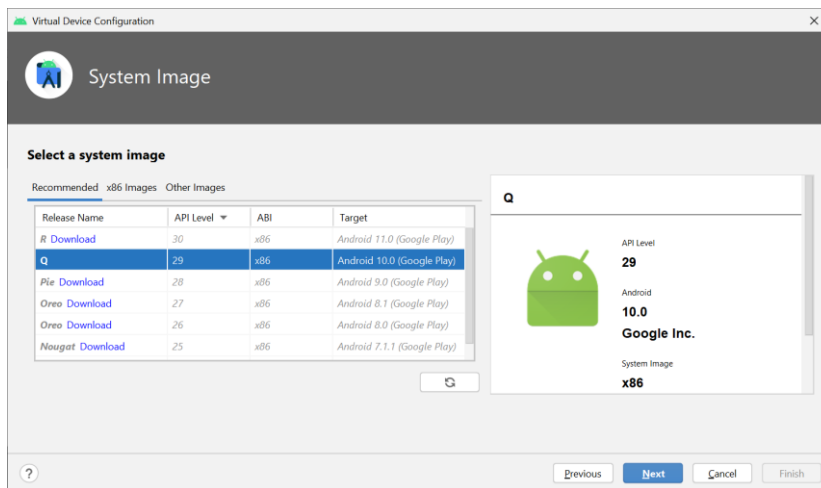 Virtual Device Configuration
System Image
Select a system image
Recommended x86 Images Other Images
Release Name API Level ABI Target
R Download 30 x86 Android 11.0 (Google Play)
Q 29 x86 Android 10.0 (Google Play)
Pie Download 28 x86 Android 9.0 (Google Play)
Oreo Download 27 x86 Android 8.1 (Google Play)
Oreo Download 26 x86 Android 8.0 (Google Play)
Nougat Download 25 x86 Android 7.1.1 (Google Play)
Q
API Level
29
Android
10.0
Google Inc.
System Image
x86
? Previous Next Cancel Finish